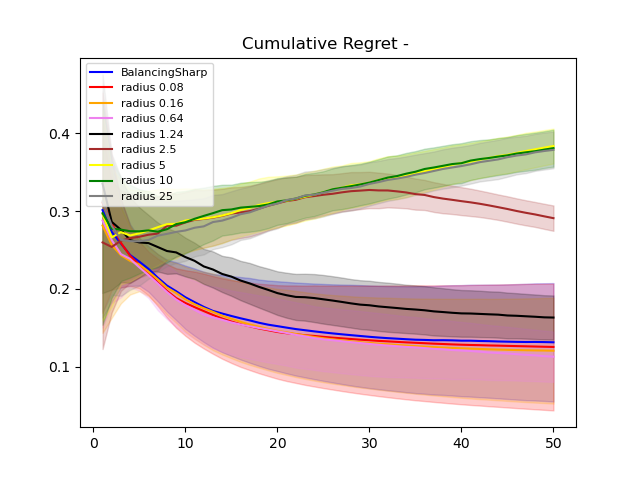 Cumulative Regret -
BalancingSharp
radius 0.08
radius 0.16
radius 0.64
radius 1.24
radius 2.5
radius 5
radius 10
radius 25
0.4
0.3
0.2
0.1
0 10 20 30 40 50